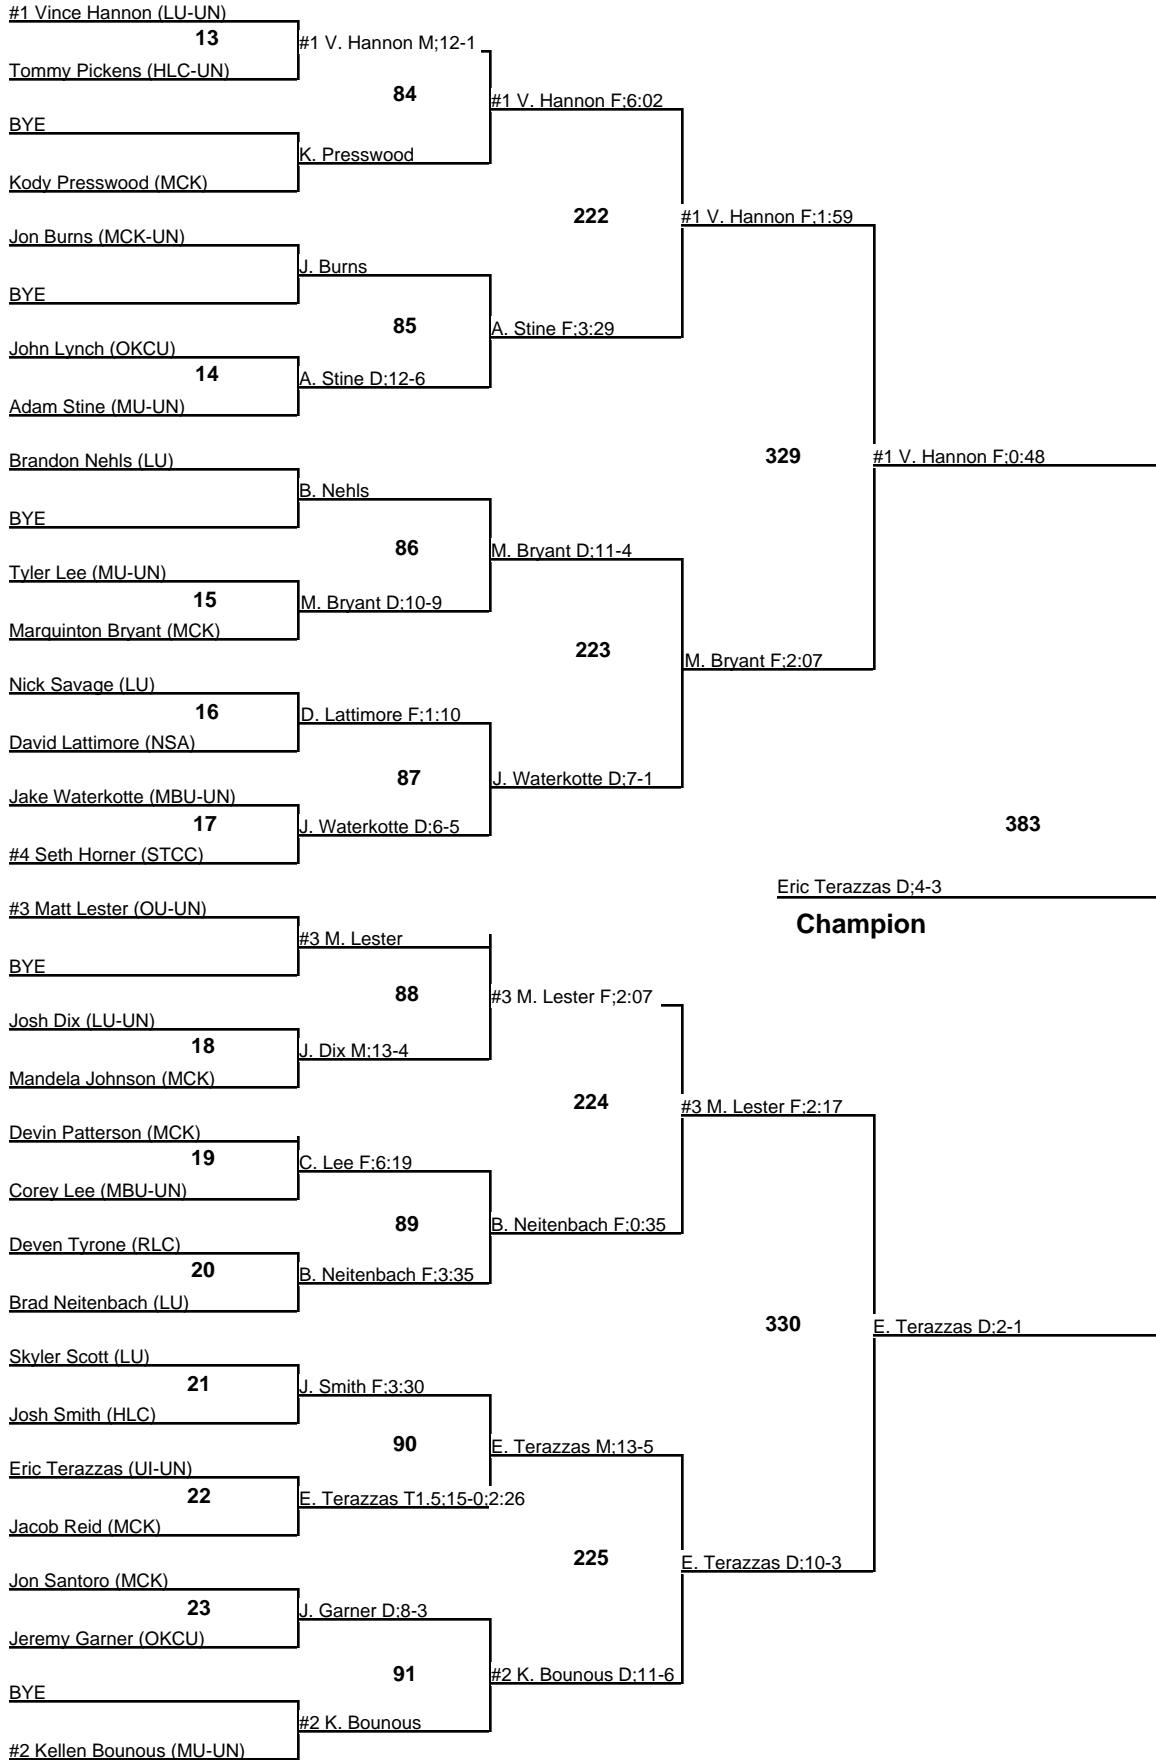 #1 Vince Hannon (LU-UN)
13
#1 V. Hannon M;12-1
Tommy Pickens (HLC-UN)
84
#1 V. Hannon F;6:02
BYE
K. Presswood
Kody Presswood (MCK)
222
#1 V. Hannon F;1:59
Jon Burns (MCK-UN)
J. Burns
BYE
85
A. Stine F;3:29
John Lynch (OKCU)
14
A. Stine D;12-6
Adam Stine (MU-UN)
329
#1 V. Hannon F;0:48
Brandon Nehls (LU)
B. Nehls
BYE
86
M. Bryant D;11-4
Tyler Lee (MU-UN)
15
M. Bryant D;10-9
Marquinton Bryant (MCK)
223
M. Bryant F;2:07
Nick Savage (LU)
16
D. Lattimore F;1:10
David Lattimore (NSA)
87
J. Waterkotte D;7-1
Jake Waterkotte (MBU-UN)
17
J. Waterkotte D;6-5
#4 Seth Horner (STCC)
383
Eric Terazzas D;4-3
Champion
#3 Matt Lester (OU-UN)
#3 M. Lester
BYE
88
#3 M. Lester F;2:07
Josh Dix (LU-UN)
18
J. Dix M;13-4
Mandela Johnson (MCK)
224
#3 M. Lester F;2:17
Devin Patterson (MCK)
19
C. Lee F;6:19
Corey Lee (MBU-UN)
89
B. Neitenbach F;0:35
Deven Tyrone (RLC)
20
B. Neitenbach F;3:35
Brad Neitenbach (LU)
330
E. Terazzas D;2-1
Skyler Scott (LU)
21
J. Smith F;3:30
Josh Smith (HLC)
90
E. Terazzas M;13-5
Eric Terazzas (UI-UN)
22
E. Terazzas T1.5;15-0;2:26
Jacob Reid (MCK)
225
E. Terazzas D;10-3
Jon Santoro (MCK)
23
J. Garner D;8-3
Jeremy Garner (OKCU)
91
#2 K. Bounous D;11-6
BYE
#2 K. Bounous
#2 Kellen Bounous (MU-UN)